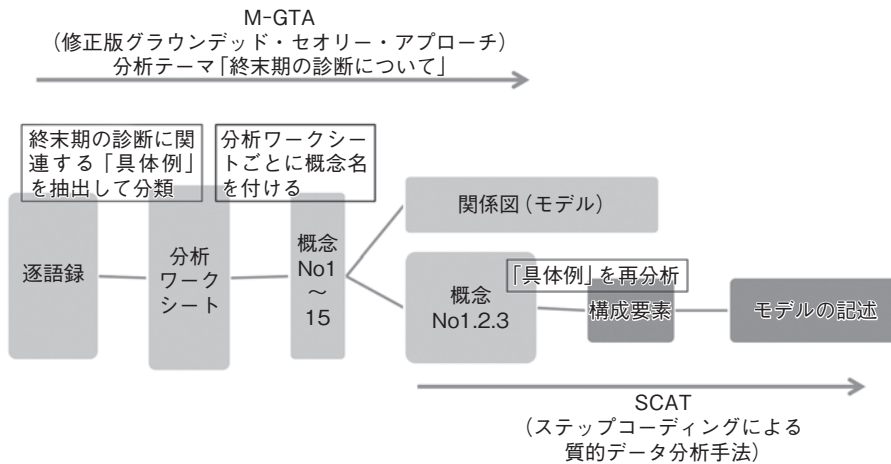 M-GTA
（修正版グラウンデッド・セオリー・アプローチ）
分析テーマ「終末期の診断について」
終末期の診断に関
連する「具体例」
を抽出して分類
分析ワークシー
トごとに概念名
を付ける
逐語録
分析
ワーク
シート
概念
No1
～
15
関係図（モデル）
概念
No1.2.3
「具体例」を再分析
構成要素
モデルの記述
SCAT
（ステップコーディングによる
質的データ分析手法）